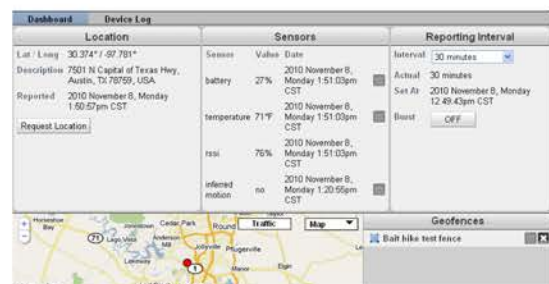 Dashboard Device Log
Location
Lat / Long 30.374° / -97.781°
Description 7501 N Capital of Texas Hwy,
Austin, TX 78759, USA
Reported 2010 November 8, Monday
1:50:57pm CST
Request Location
Sensors
Sensor Value Date
battery 27% 2010 November 8,
Monday 1:51:03pm
CST
temperature 71°F 2010 November 8,
Monday 1:51:03pm
CST
rssi 76% 2010 November 8,
Monday 1:51:03pm
CST
inferred
motion no 2010 November 8,
Monday 1:20:55pm
CST
Reporting Interval
Interval 30 minutes
Actual 30 minutes
Set At 2010 November 8, Monday
12:49:43pm CST
Burst OFF
Horseshoe
Bay
Jonestown
Cedar Park
Round
Traffic
Map
71
Lago Vista
Anderson
Mill
Jollyville
Pflugerville
Lakeway
1
Manor
Elgin
Geofences
Bait bike test fence